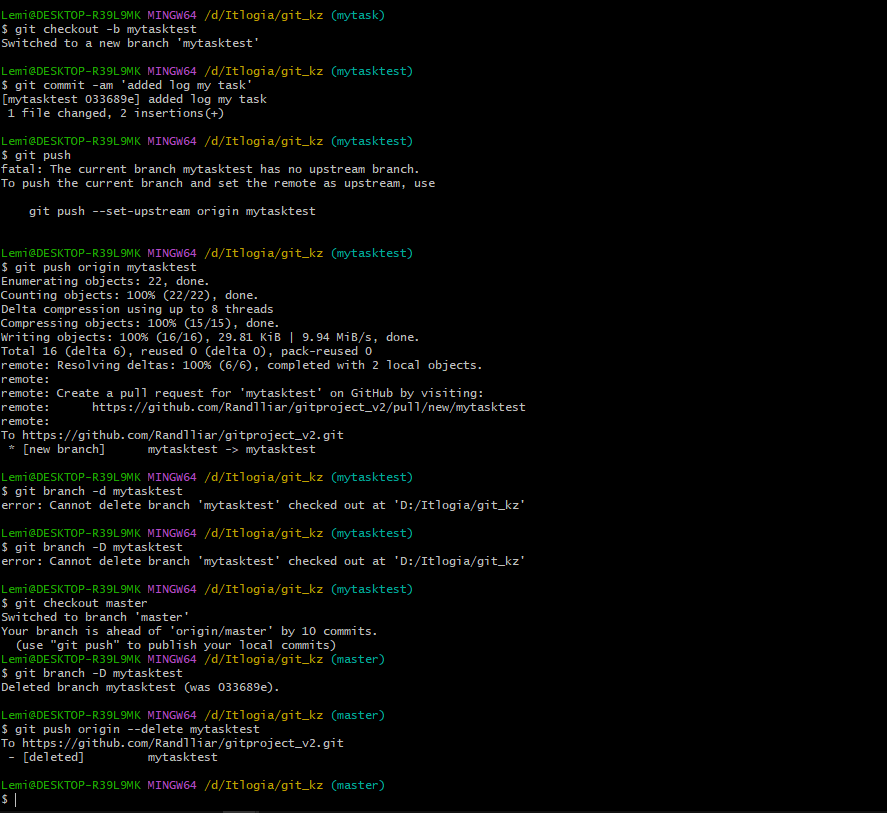 Lemi@DESKTOP-R39L9MK MINGW64 /d/Itlogia/git_kz (mytask)
$ git checkout -b mytasktest
Switched to a new branch 'mytasktest'
Lemi@DESKTOP-R39L9MK MINGW64 /d/Itlogia/git_kz (mytasktest)
$ git commit -am 'added log my task'
[mytasktest 033689e] added log my task
 1 file changed, 2 insertions(+)
Lemi@DESKTOP-R39L9MK MINGW64 /d/Itlogia/git_kz (mytasktest)
$ git push
fatal: The current branch mytasktest has no upstream branch.
To push the current branch and set the remote as upstream, use
    git push --set-upstream origin mytasktest
Lemi@DESKTOP-R39L9MK MINGW64 /d/Itlogia/git_kz (mytasktest)
$ git push origin mytasktest
Enumerating objects: 22, done.
Counting objects: 100% (22/22), done.
Delta compression using up to 8 threads
Compressing objects: 100% (15/15), done.
Writing objects: 100% (16/16), 29.81 KiB | 9.94 MiB/s, done.
Total 16 (delta 6), reused 0 (delta 0), pack-reused 0
remote: Resolving deltas: 100% (6/6), completed with 2 local objects.
remote:
remote: Create a pull request for 'mytasktest' on GitHub by visiting:
remote:      https://github.com/Randlliar/gitproject_v2/pull/new/mytasktest
remote:
To https://github.com/Randlliar/gitproject_v2.git
 * [new branch]      mytasktest -> mytasktest
Lemi@DESKTOP-R39L9MK MINGW64 /d/Itlogia/git_kz (mytasktest)
$ git branch -d mytasktest
error: Cannot delete branch 'mytasktest' checked out at 'D:/Itlogia/git_kz'
Lemi@DESKTOP-R39L9MK MINGW64 /d/Itlogia/git_kz (mytasktest)
$ git branch -D mytasktest
error: Cannot delete branch 'mytasktest' checked out at 'D:/Itlogia/git_kz'
Lemi@DESKTOP-R39L9MK MINGW64 /d/Itlogia/git_kz (mytasktest)
$ git checkout master
Switched to branch 'master'
Your branch is ahead of 'origin/master' by 10 commits.
  (use "git push" to publish your local commits)
Lemi@DESKTOP-R39L9MK MINGW64 /d/Itlogia/git_kz (master)
$ git branch -D mytasktest
Deleted branch mytasktest (was 033689e).
Lemi@DESKTOP-R39L9MK MINGW64 /d/Itlogia/git_kz (master)
$ git push origin --delete mytasktest
To https://github.com/Randlliar/gitproject_v2.git
 - [deleted]         mytasktest
Lemi@DESKTOP-R39L9MK MINGW64 /d/Itlogia/git_kz (master)
$